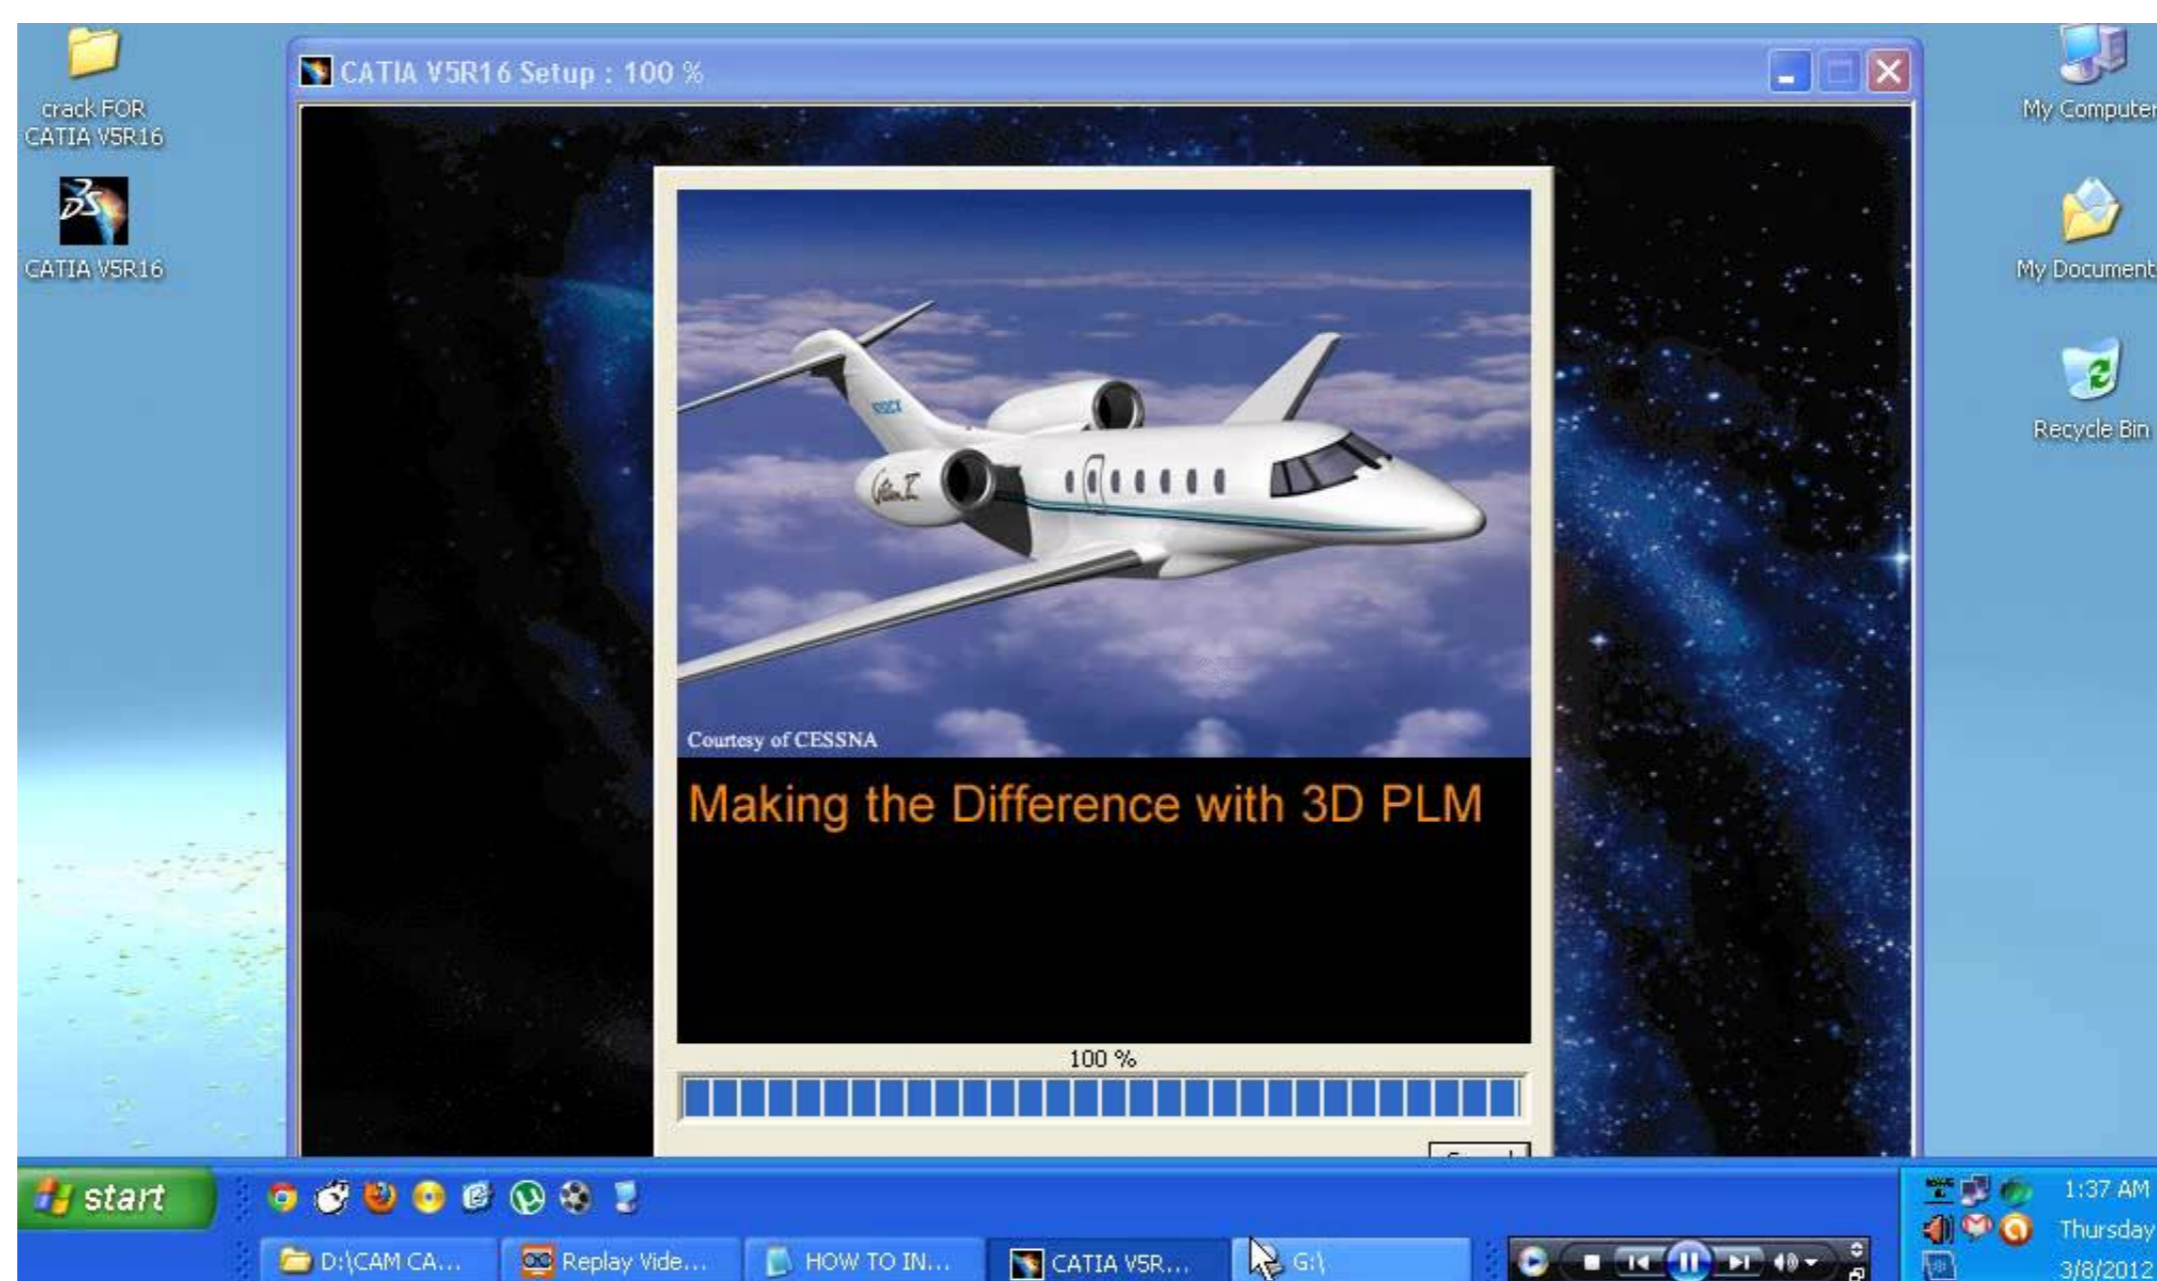 crack FOR
CATIA V5R16
CATIA V5R16
CATIA V5R16 Setup : 100 %
My Computer
My Document
Recycle Bin
Citation X
Courtesy of CESSNA
Making the Difference with 3D PLM
100 %
start
1:37 AM
Thursday
3/8/2012
D:\CAM CA...
Replay Vide...
HOW TO IN...
CATIA V5R...
G:\